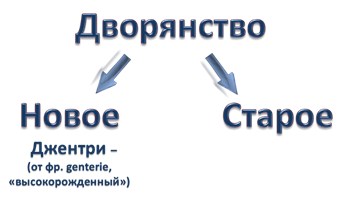 Дворянство
Новое
Старое
Джентри –
(от фр. genterie,
«высокорожденный»)